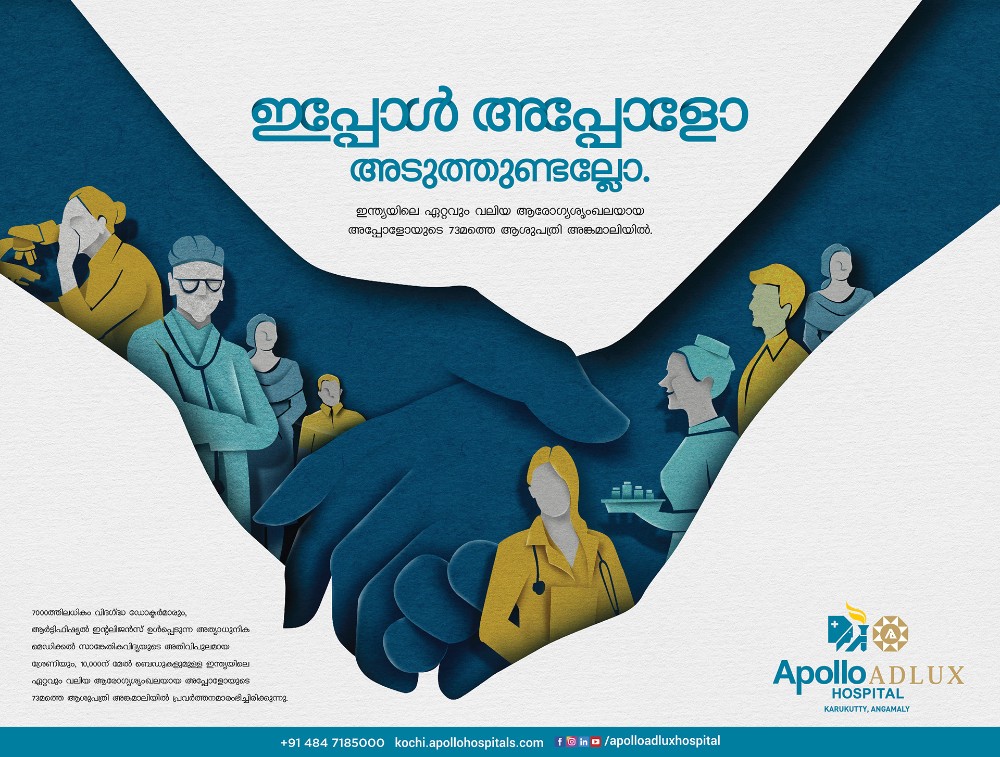 ഇപ്പോൾ അപ്പോളോ
അടുത്തുണ്ടല്ലോ.
ഇന്ത്യയിലെ ഏറ്റവും വലിയ ആരോഗ്യശൃംഖലയായ
അപ്പോളോയുടെ 73മത്തെ ആശുപത്രി അങ്കമാലിയിൽ.
7000ത്തിലധികം വിദഗ്ദ്ധ ഡോക്ടർമാരും,
ആർട്ടിഫിഷ്യൽ ഇന്റലിജൻസ് ഉൾപ്പെടുന്ന അത്യാധുനിക
മെഡിക്കൽ സാങ്കേതികവിദ്യയുടെ അതിവിപുലമായ
ശ്രേണിയും, 10,000ന് മേൽ ബെഡുകളുമുള്ള ഇന്ത്യയിലെ
ഏറ്റവും വലിയ ആരോഗ്യശൃംഖലയായ അപ്പോളോയുടെ
73മത്തെ ആശുപത്രി അങ്കമാലിയിൽ പ്രവർത്തനമാരംഭിച്ചിരിക്കുന്നു.
Apollo ADLUX
HOSPITAL
KARUKUTTY, ANGAMALY
+91 484 7185000 kochi.apollohospitals.com /apolloadluxhospital